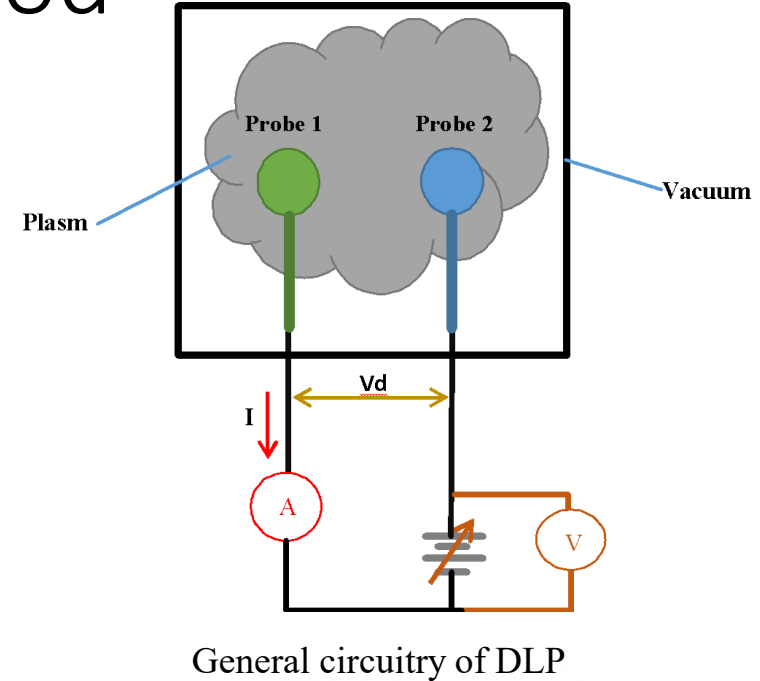 Probe 1
Probe 2
Plasm
Vacuum
Vd
I
A
V
General circuitry of DLP